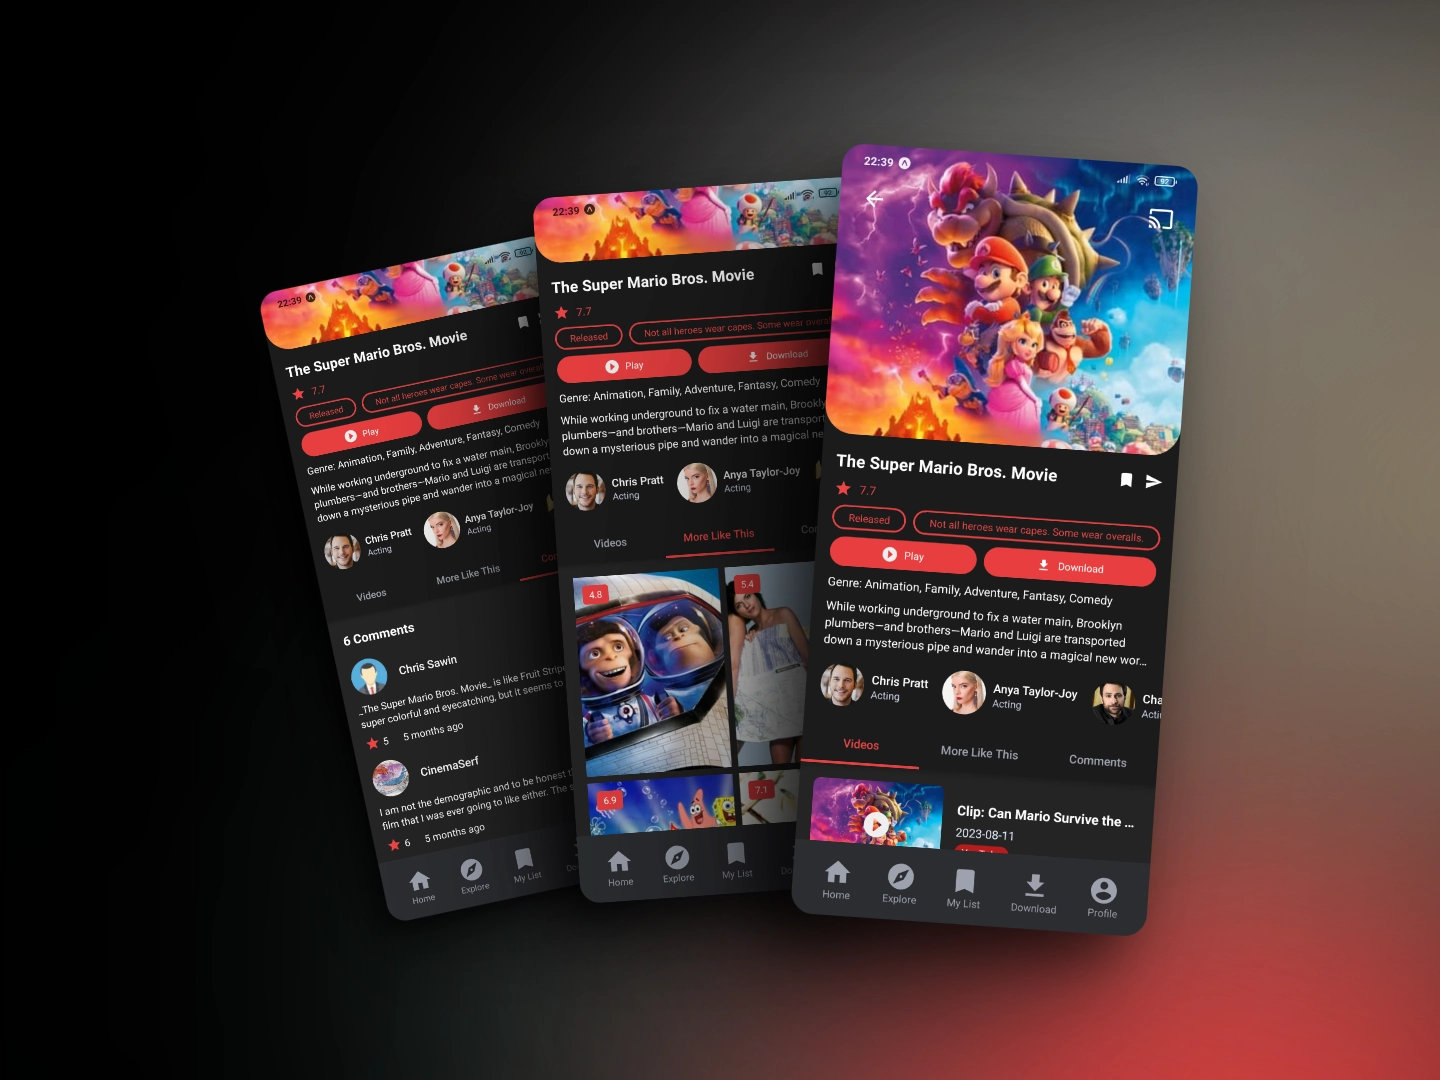 22:39
The Super Mario Bros. Movie
7.7
Released
Not all heroes wear capes. Some wear overalls.
Play
Download
Genre: Animation, Family, Adventure, Fantasy, Comedy
While working underground to fix a water main, Brooklyn
plumbers—and brothers—Mario and Luigi are transport
down a mysterious pipe and wander into a magical ne
Chris Pratt
Acting
Anya Taylor-Joy
Acting
Videos
More Like This
Co
6 Comments
Chris Sawin
_The Super Mario Bros. Movie_ is like Fruit Stripe
super colorful and eyecatching, but it seems to
5
5 months ago
CinemaSerf
I am not the demographic and to be honest t
film that I was ever going to like either. The s
6
5 months ago
Home
Explore
My List
22:39
92
The Super Mario Bros. Movie
7.7
Released
Not all heroes wear capes. Some wear overa
Play
Download
Genre: Animation, Family, Adventure, Fantasy, Comedy
While working underground to fix a water main, Brookly
plumbers—and brothers—Mario and Luigi are transport
down a mysterious pipe and wander into a magical ne
Chris Pratt
Acting
Anya Taylor-Joy
Acting
Videos
More Like This
Co
4.8
5.4
6.9
7.1
Home
Explore
My List
Do
22:39
92
The Super Mario Bros. Movie
7.7
Released
Not all heroes wear capes. Some wear overalls.
Play
Download
Genre: Animation, Family, Adventure, Fantasy, Comedy
While working underground to fix a water main, Brooklyn
plumbers—and brothers—Mario and Luigi are transported
down a mysterious pipe and wander into a magical new wor...
Chris Pratt
Acting
Anya Taylor-Joy
Acting
Cha
Acti
Videos
More Like This
Comments
Clip: Can Mario Survive the ...
2023-08-11
Home
Explore
My List
Download
Profile